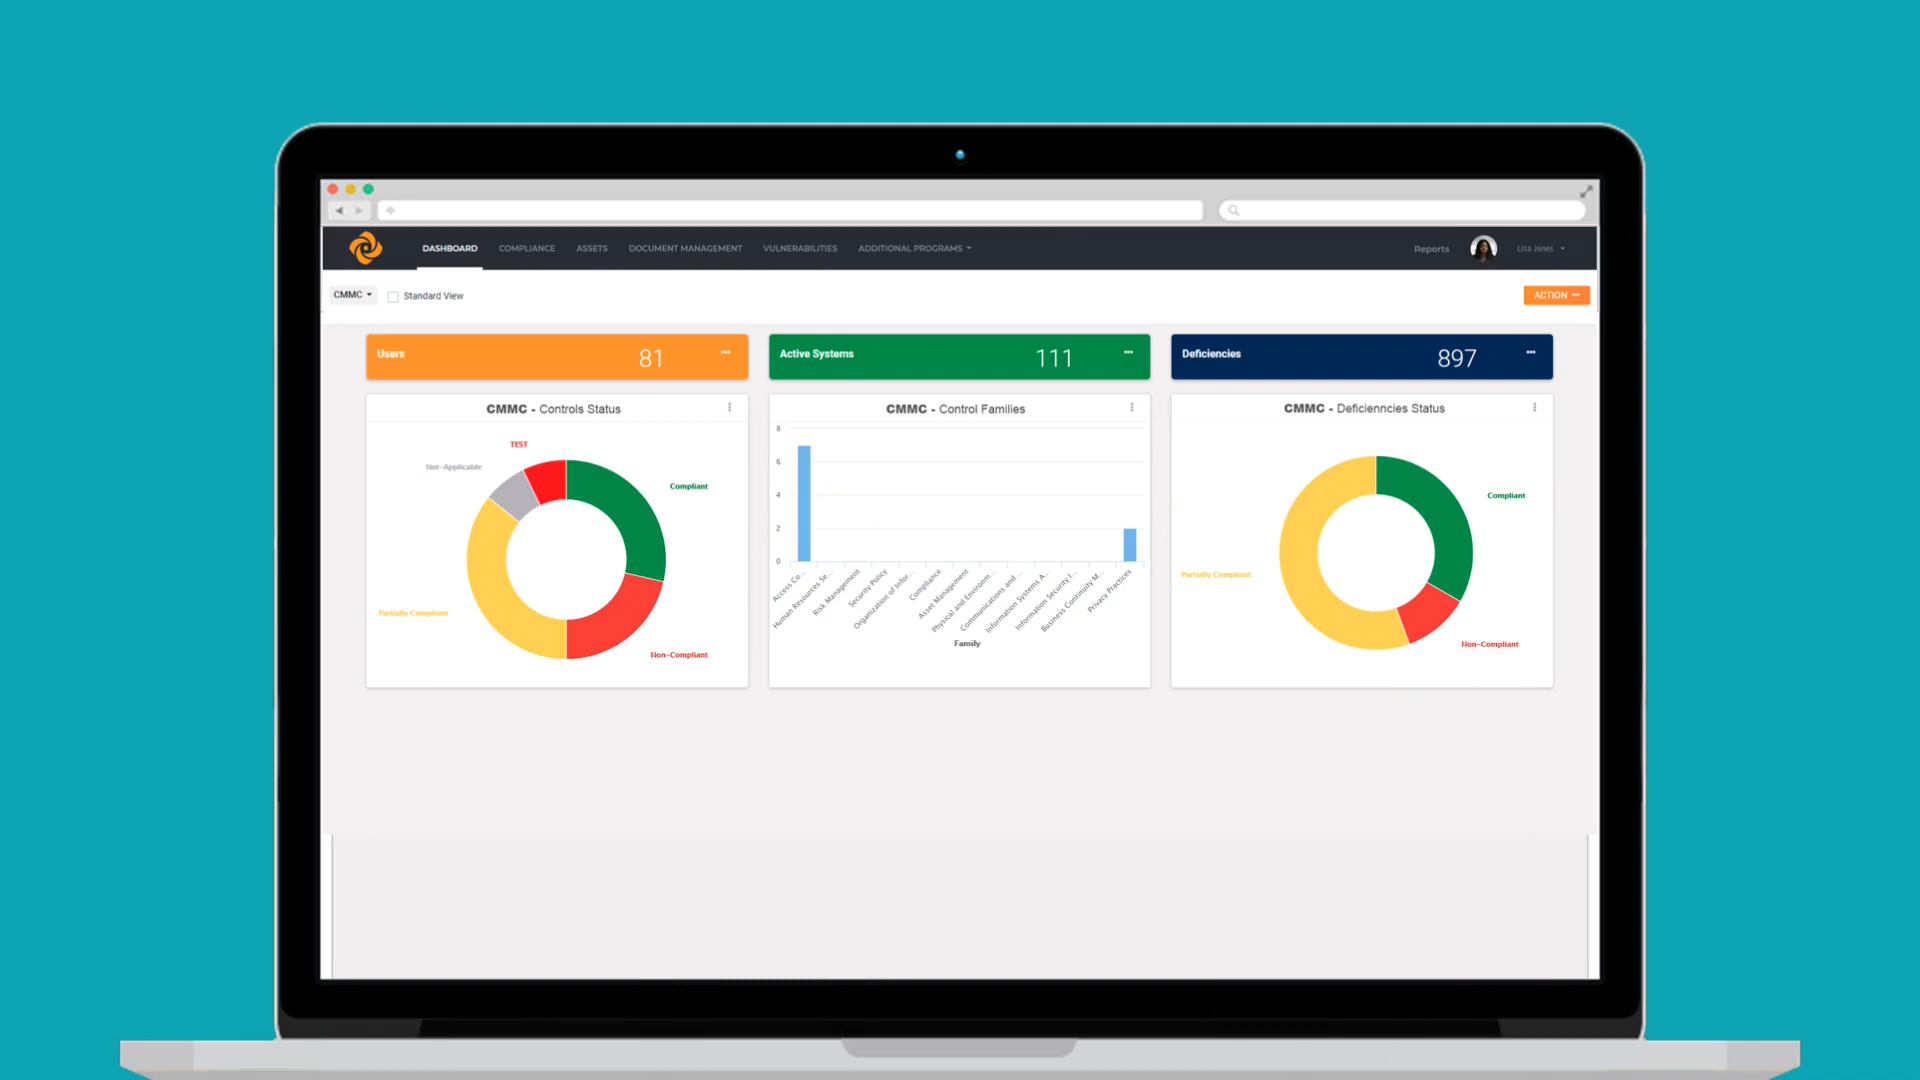 DASHBOARD COMPLIANCE ASSETS DOCUMENT MANAGEMENT VULNERABILITIES ADDITIONAL PROGRAMS Reports Lisa Jones
CMMC Standard View ACTION
Users 81
Active Systems 111
Deficiencies 897
CMMC - Controls Status
TEST
Not-Applicable
Compliant
Partially Compliant
Non-Compliant
CMMC - Control Families
8
6
4
2
0
Access Co...
Human Resources Se...
Risk Management
Security Policy
Organization of Infor...
Compliance
Asset Management
Physical and Environm...
Communications and ...
Information Systems A...
Information Security I...
Business Continuity M...
Privacy Practices
Family
CMMC - Deficienncies Status
Compliant
Partially Compliant
Non-Compliant